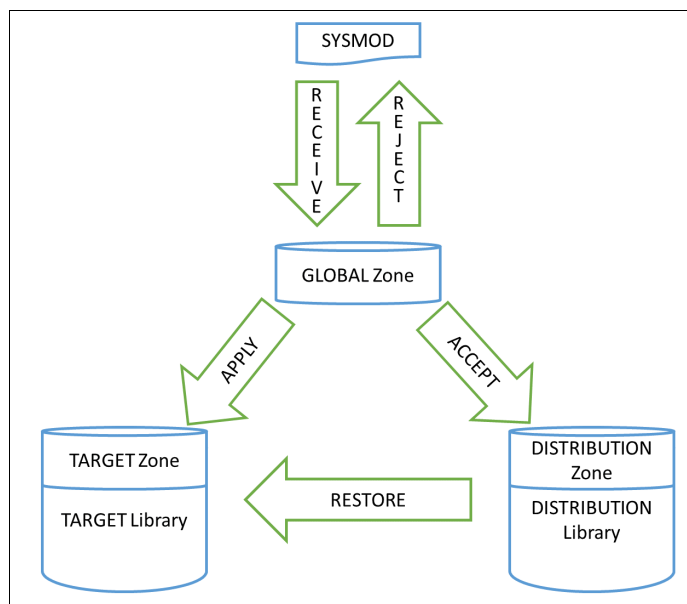 SYSMOD
RECEIVE
REJECT
GLOBAL Zone
APPLY
ACCEPT
TARGET Zone
TARGET Library
RESTORE
DISTRIBUTION
Zone
DISTRIBUTION
Library